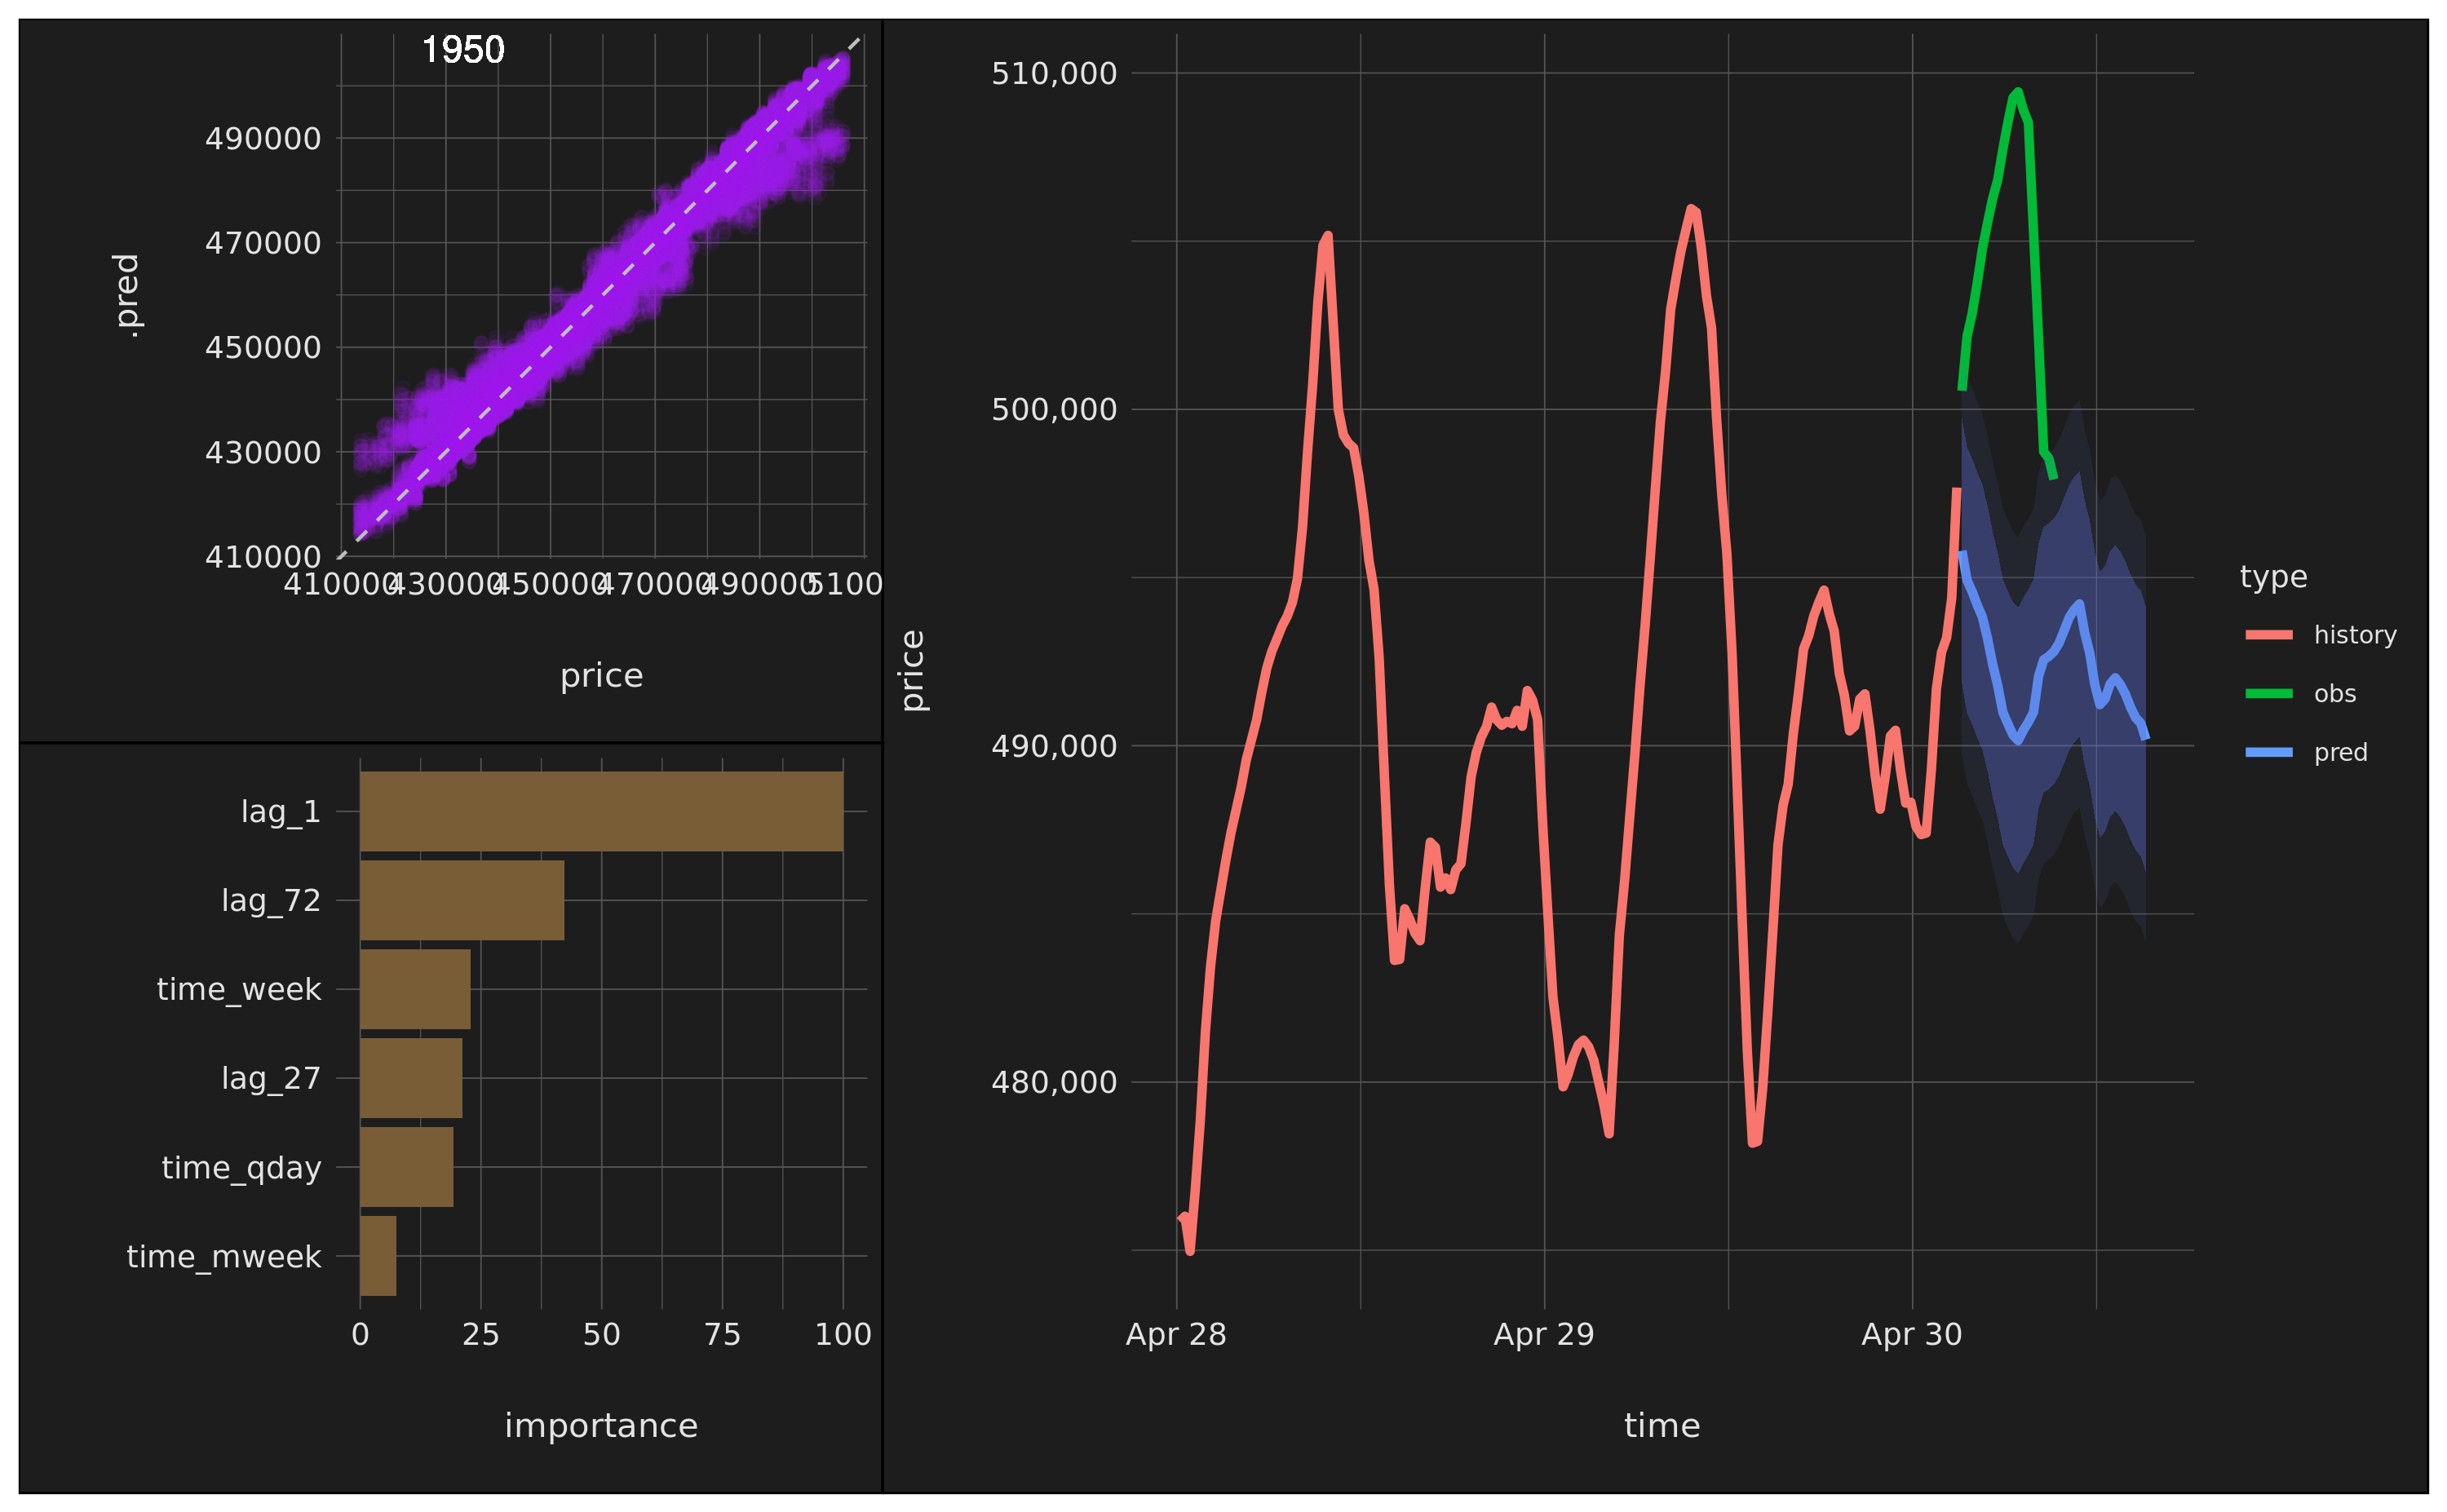 1950
.pred
490000
470000
450000
430000
410000
410000 430000 450000 470000 490000 5100
price
lag_1
lag_72
time_week
lag_27
time_qday
time_mweek
0 25 50 75 100
importance
price
510,000
500,000
490,000
480,000
Apr 28 Apr 29 Apr 30
time
type
history
obs
pred